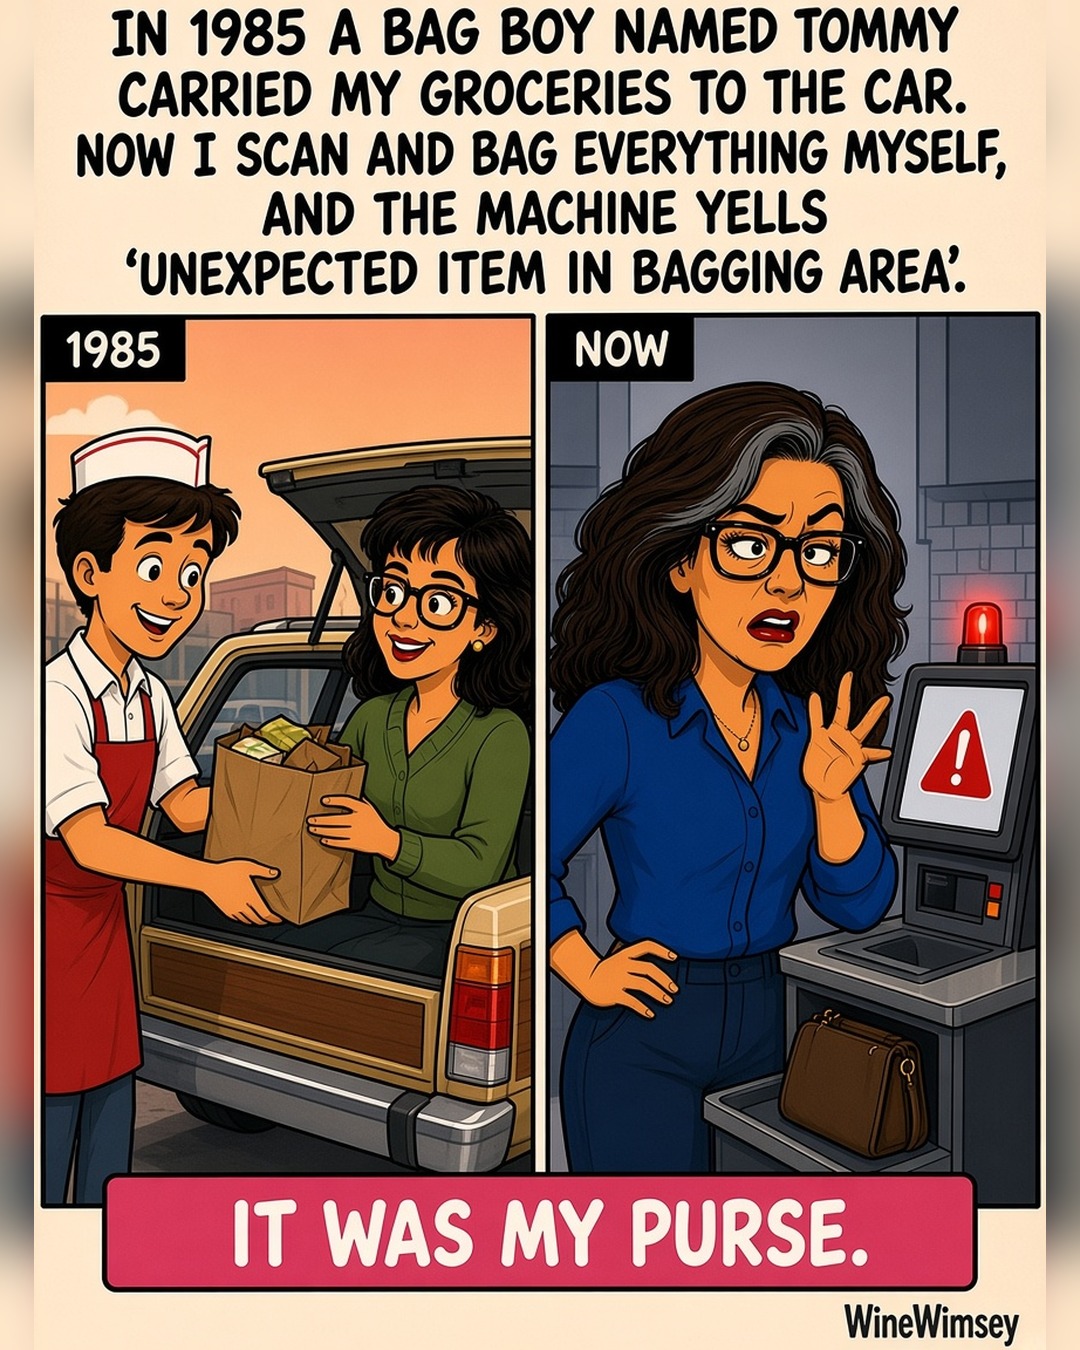 IN 1985 A BAG BOY NAMED TOMMY
CARRIED MY GROCERIES TO THE CAR.
NOW I SCAN AND BAG EVERYTHING MYSELF,
AND THE MACHINE YELLS
‘UNEXPECTED ITEM IN BAGGING AREA’.
1985
NOW
!
IT WAS MY PURSE.
WineWimsey